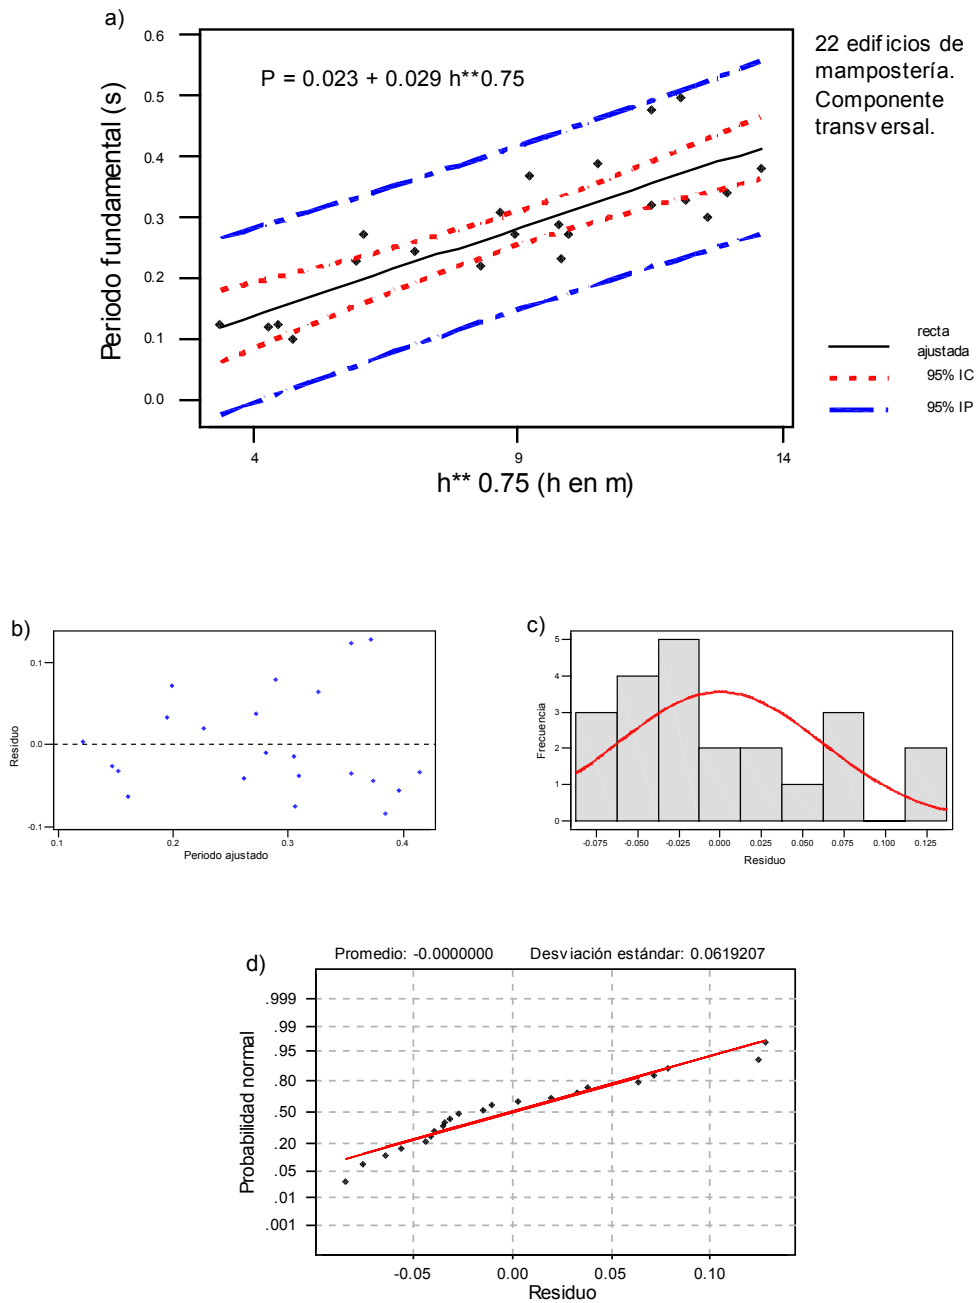 a)
0.6
0.5
0.4
0.3
0.2
0.1
0.0
Periodo fundamental (s)
P = 0.023 + 0.029 h**0.75
4
9
14
h** 0.75 (h en m)
22 edificios de
mampostería.
Componente
transversal.
recta
ajustada
95% IC
95% IP
b)
0.1
0.0
-0.1
Residuo
0.1
0.2
0.3
0.4
Periodo ajustado
c)
5
4
3
2
1
0
Frecuencia
-0.075
-0.050
-0.025
0.000
0.025
0.050
0.075
0.100
0.125
Residuo
d)
Promedio: -0.0000000
Desviación estándar: 0.0619207
.999
.99
.95
.80
.50
.20
.05
.01
.001
Probabilidad normal
-0.05
0.00
0.05
0.10
Residuo